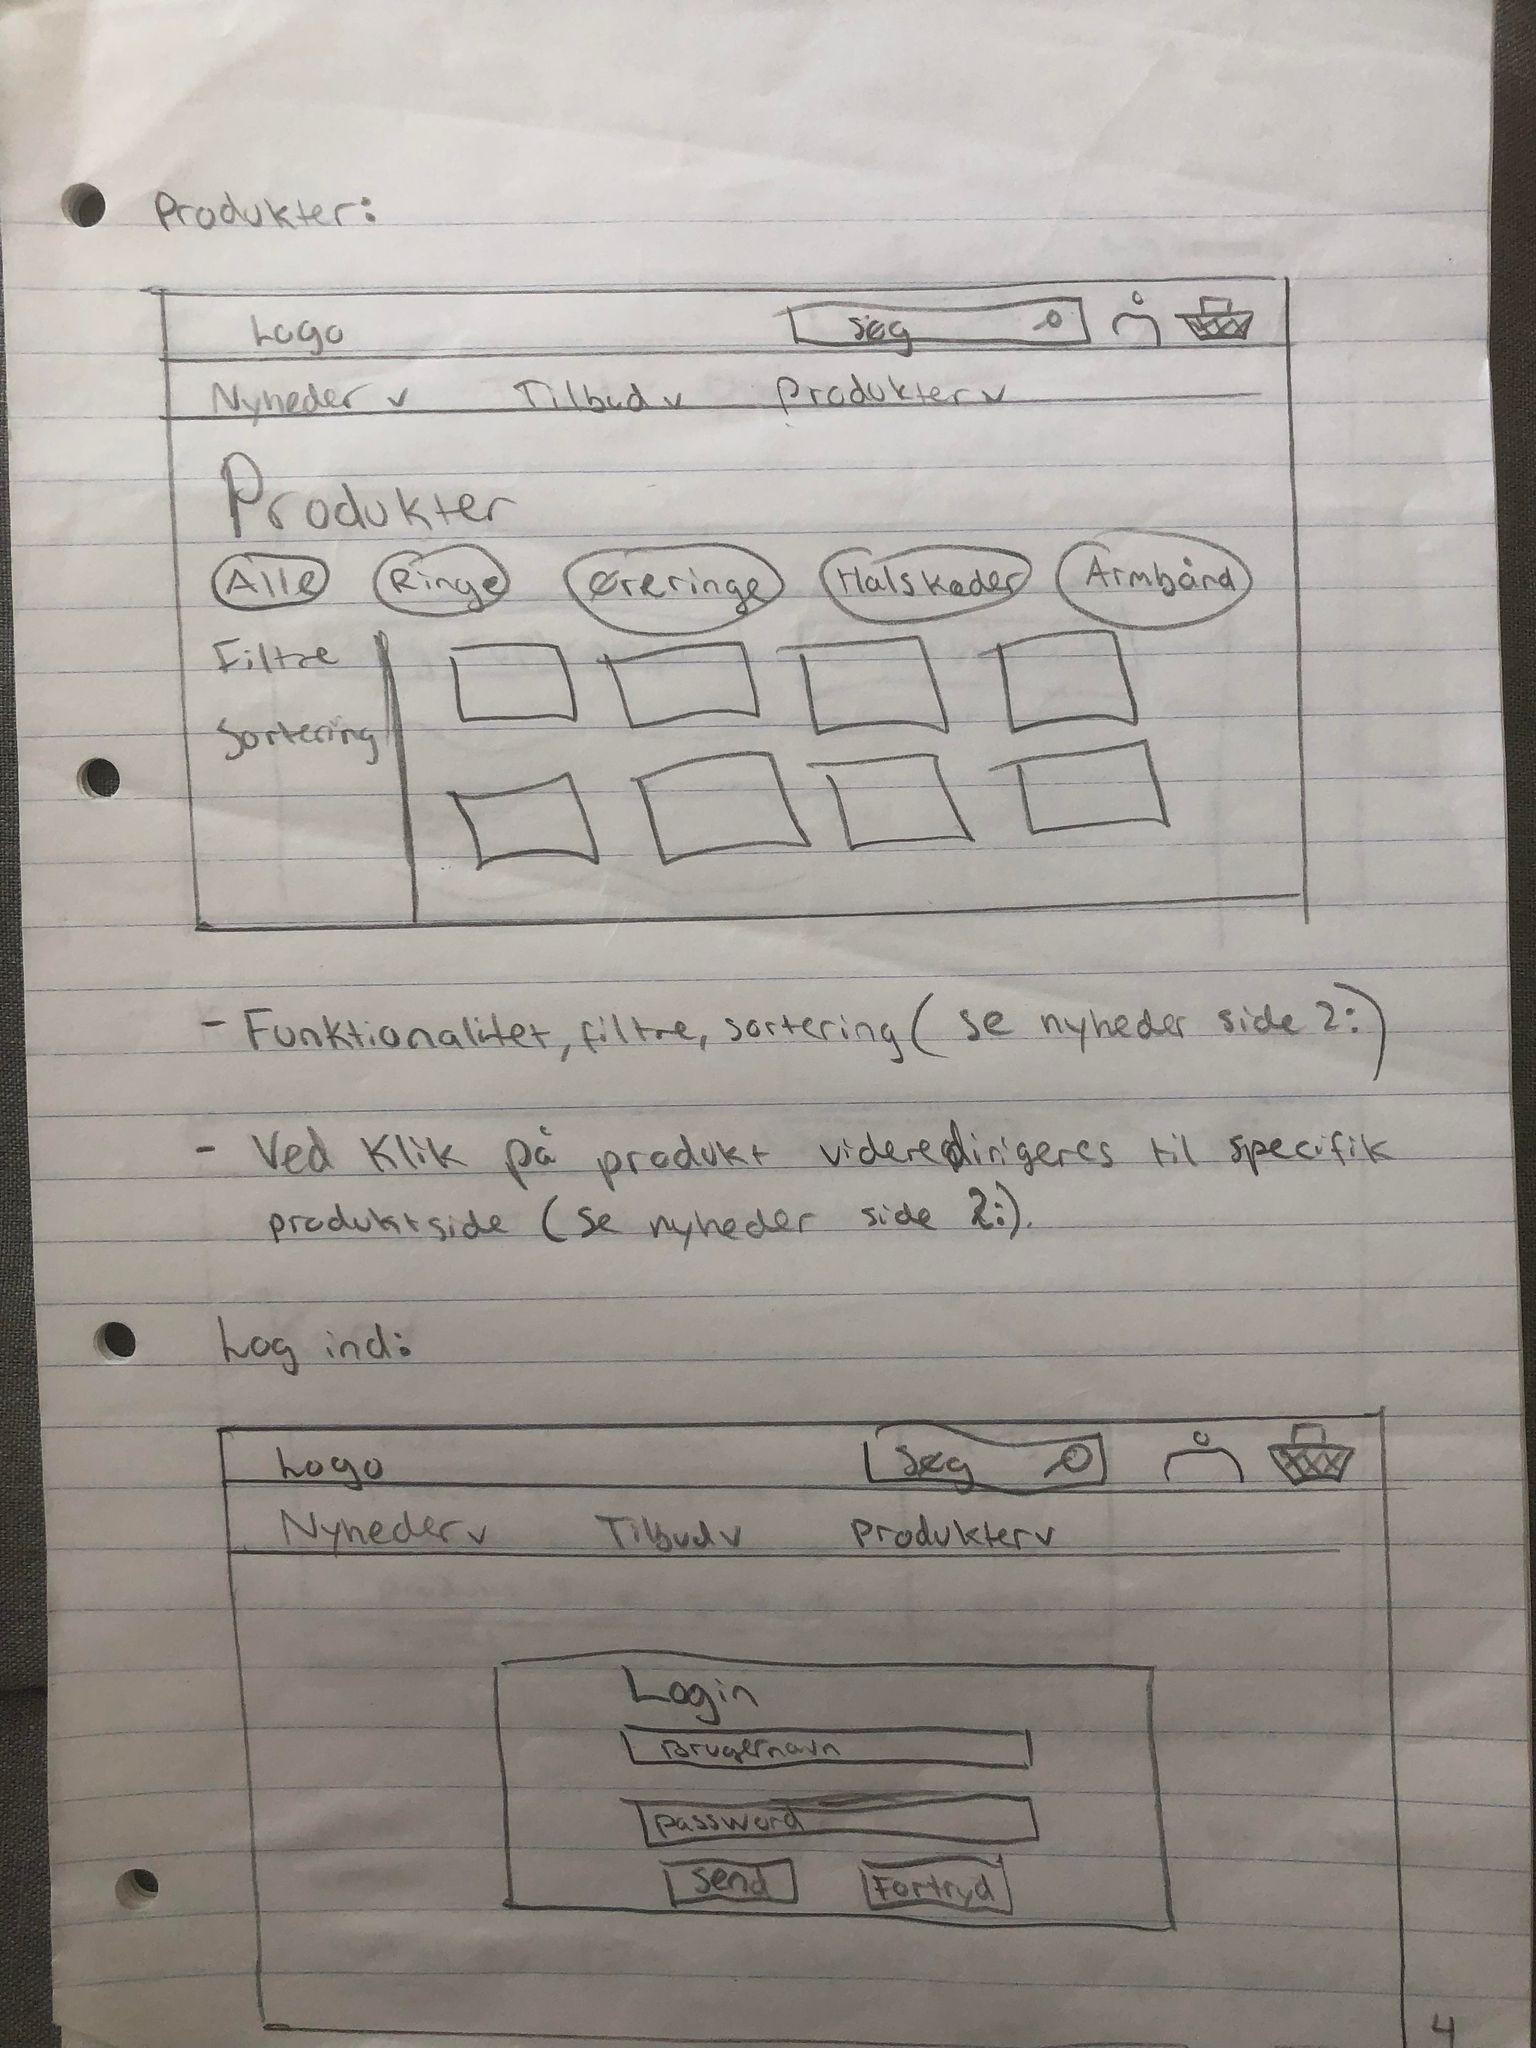 Produkter:
Logo Søg
Nyheder v Tilbud v Produkter v
Produkter
Alle Ringe Øreringe Halskæder Armbånd
Filtre
Sortering
- Funktionalitet, filtre, sortering ( se nyheder side 2:)
- Ved klik på produkt videredirigeres til specifik
produktside (se nyheder side 2:).
Log ind:
Logo Søg
Nyheder v Tilbud v Produkter v
Login
Brugernavn
password
Send Fortryd
4